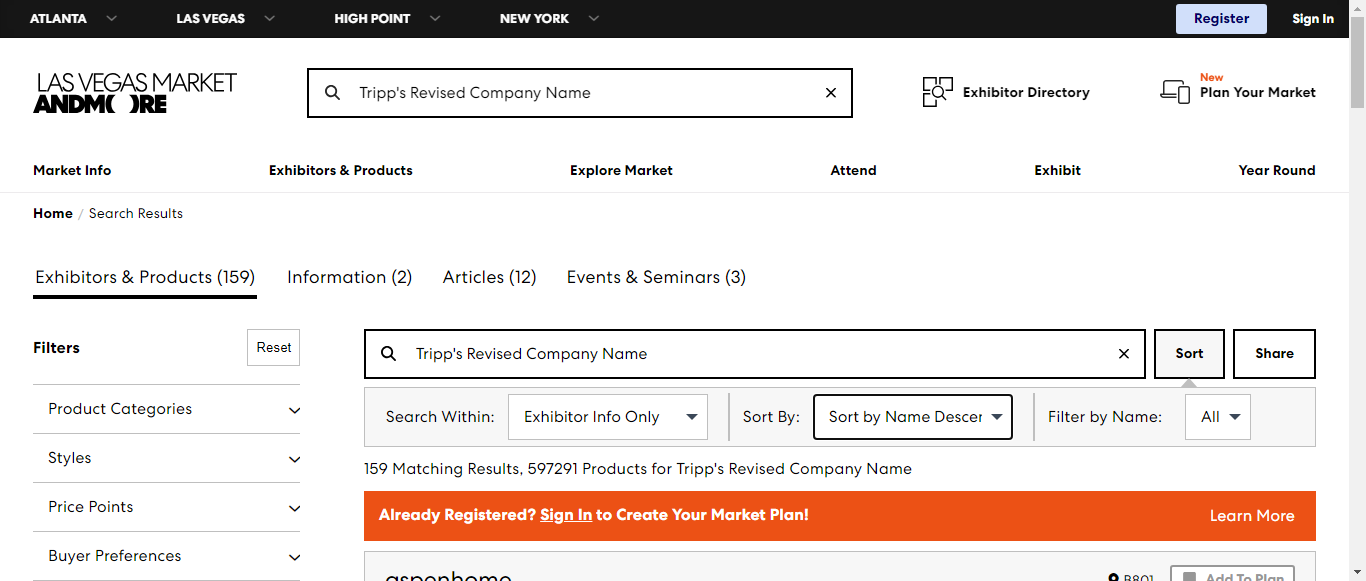 ATLANTA LAS VEGAS HIGH POINT NEW YORK Register Sign In
LAS VEGAS MARKET
ANDMORE
Tripp's Revised Company Name
Exhibitor Directory
New
Plan Your Market
Market Info Exhibitors & Products Explore Market Attend Exhibit Year Round
Home / Search Results
Exhibitors & Products (159) Information (2) Articles (12) Events & Seminars (3)
Filters Reset
Product Categories
Styles
Price Points
Buyer Preferences
Tripp's Revised Company Name Sort Share
Search Within: Exhibitor Info Only Sort By: Sort by Name Descer Filter by Name: All
159 Matching Results, 597291 Products for Tripp's Revised Company Name
Already Registered? Sign In to Create Your Market Plan! Learn More
aspenhome B801 Add To Plan